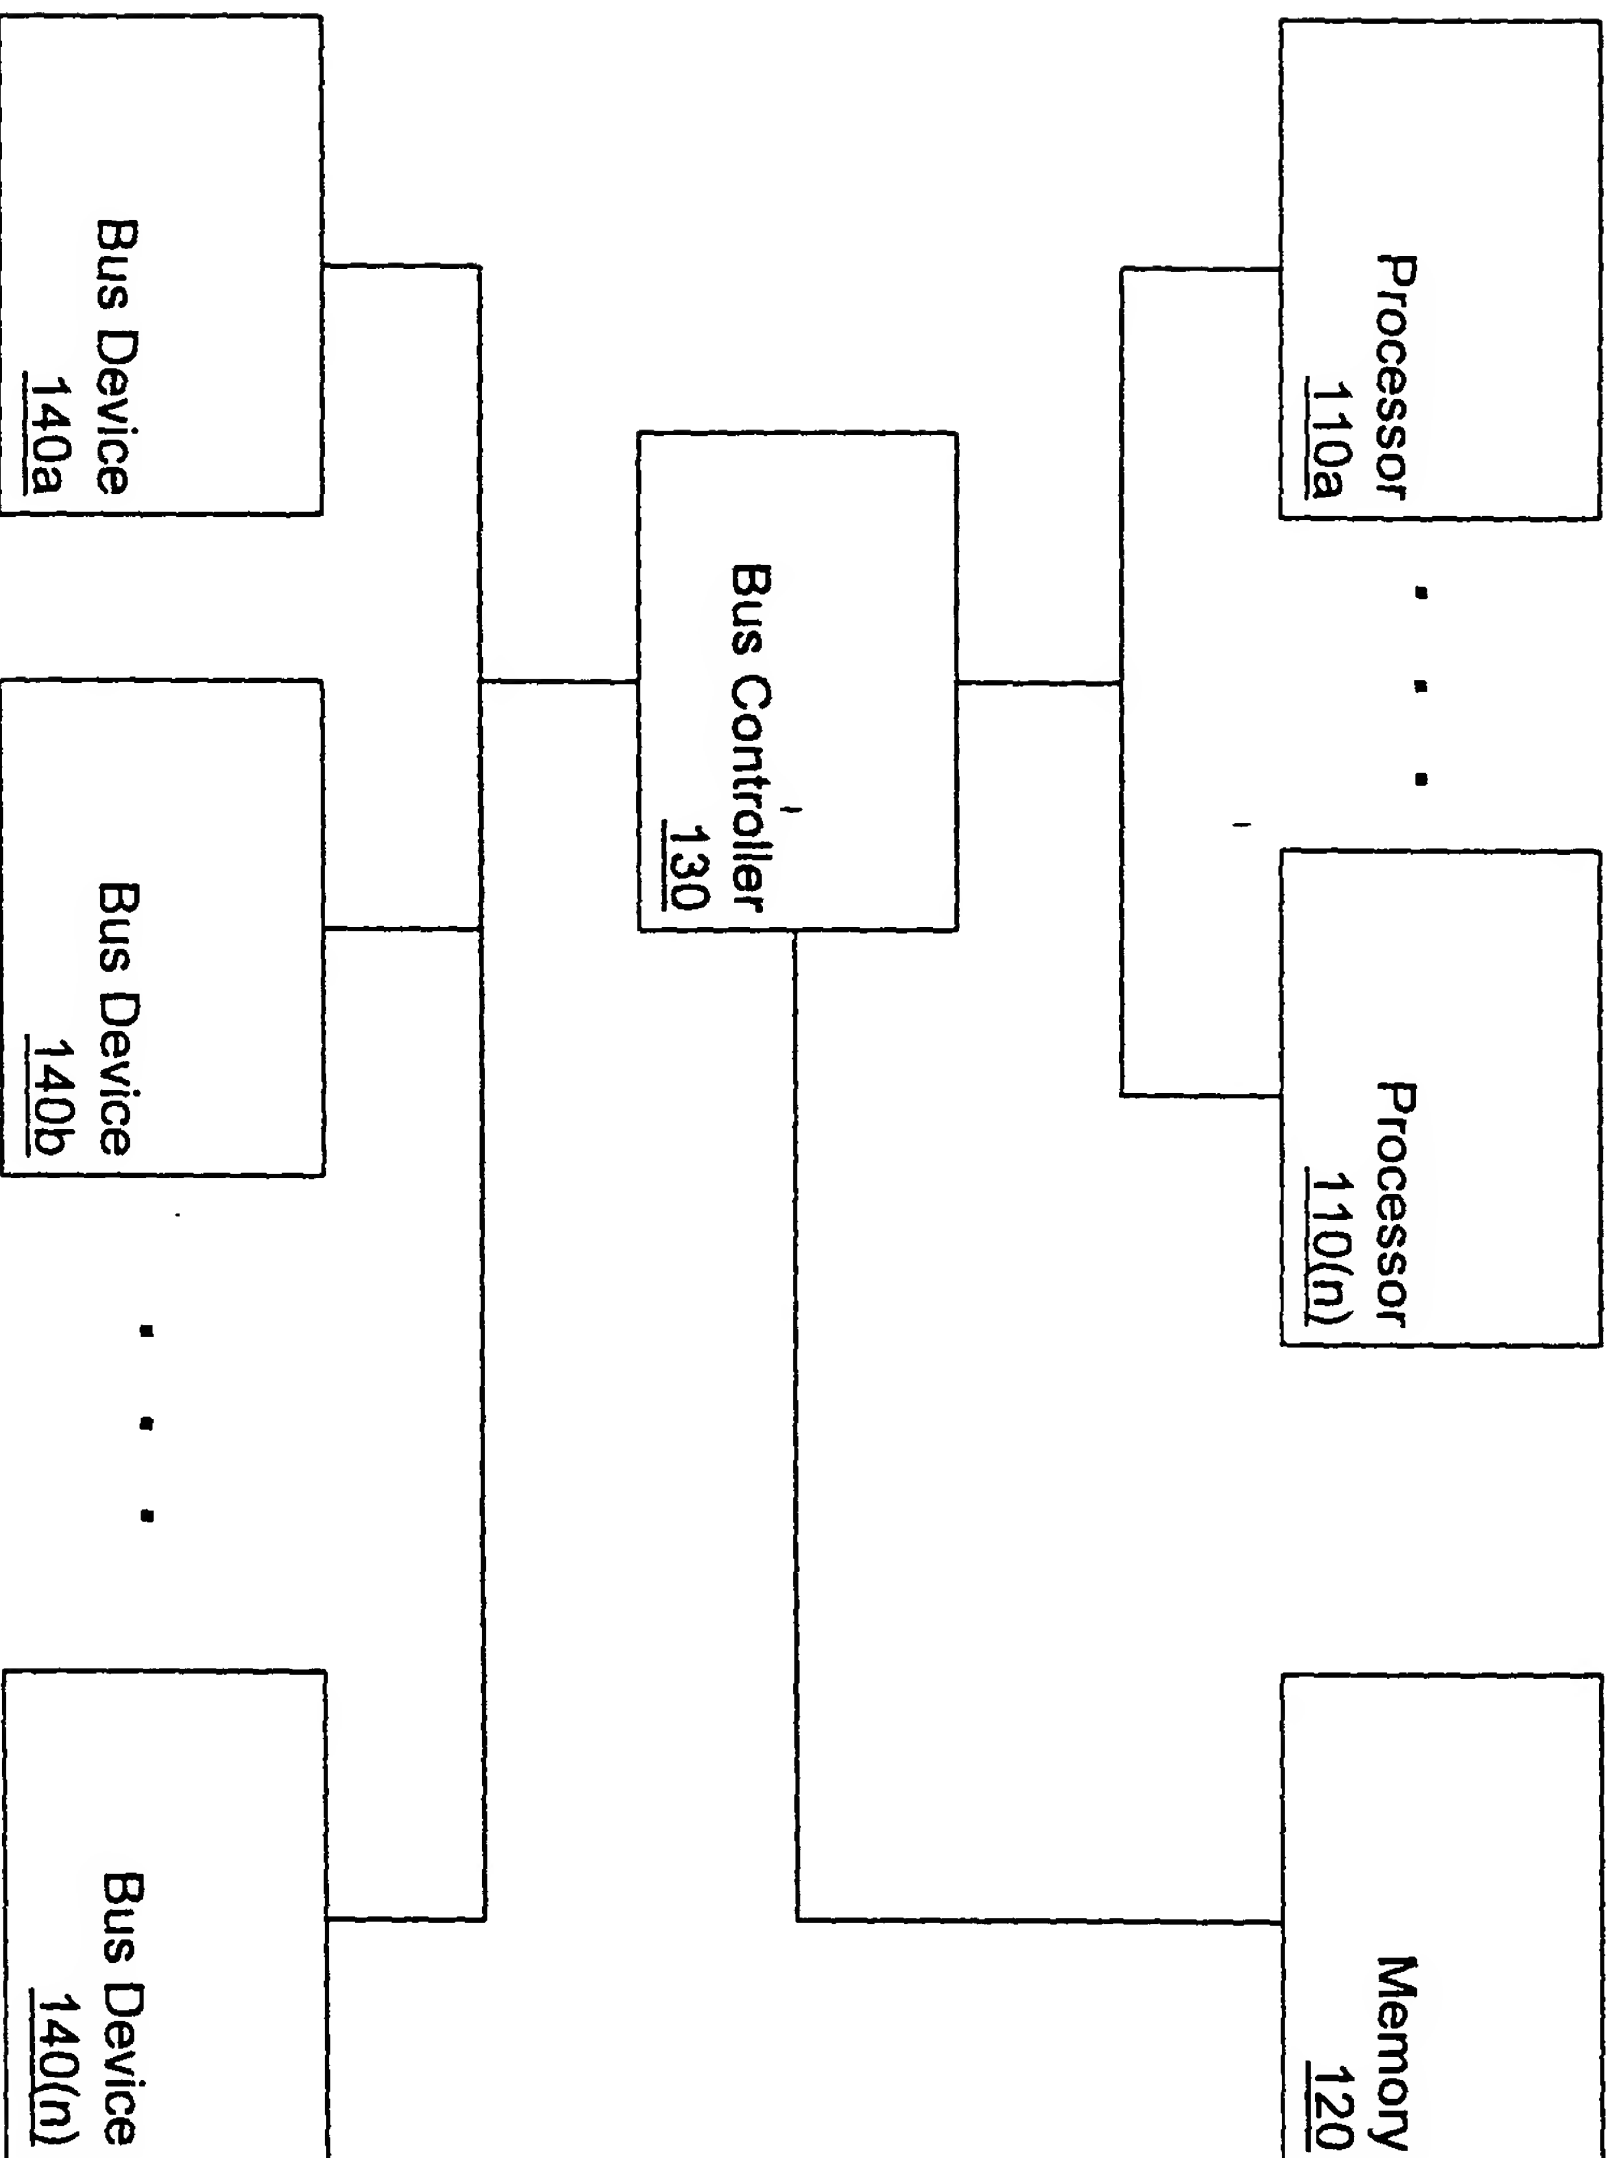 Processor
110a
Processor
110(n)
Memory
120
Bus Controller
130
Bus Device
140a
Bus Device
140b
Bus Device
140(n)